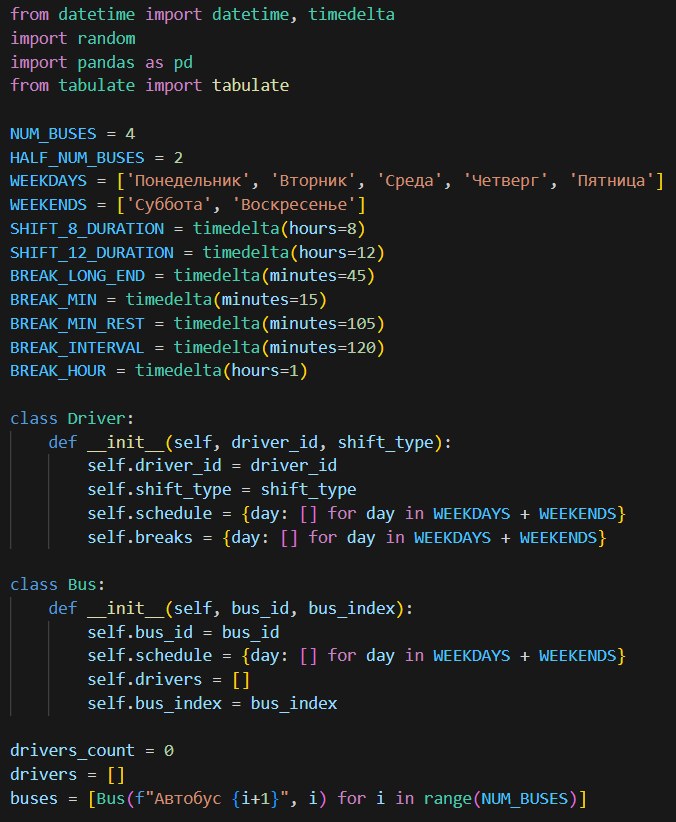 from datetime import datetime, timedelta
import random
import pandas as pd
from tabulate import tabulate

NUM_BUSES = 4
HALF_NUM_BUSES = 2
WEEKDAYS = ['Понедельник', 'Вторник', 'Среда', 'Четверг', 'Пятница']
WEEKENDS = ['Суббота', 'Воскресенье']
SHIFT_8_DURATION = timedelta(hours=8)
SHIFT_12_DURATION = timedelta(hours=12)
BREAK_LONG_END = timedelta(minutes=45)
BREAK_MIN = timedelta(minutes=15)
BREAK_MIN_REST = timedelta(minutes=105)
BREAK_INTERVAL = timedelta(minutes=120)
BREAK_HOUR = timedelta(hours=1)

class Driver:
    def __init__(self, driver_id, shift_type):
        self.driver_id = driver_id
        self.shift_type = shift_type
        self.schedule = {day: [] for day in WEEKDAYS + WEEKENDS}
        self.breaks = {day: [] for day in WEEKDAYS + WEEKENDS}

class Bus:
    def __init__(self, bus_id, bus_index):
        self.bus_id = bus_id
        self.schedule = {day: [] for day in WEEKDAYS + WEEKENDS}
        self.drivers = []
        self.bus_index = bus_index

drivers_count = 0
drivers = []
buses = [Bus(f"Автобус {i+1}", i) for i in range(NUM_BUSES)]